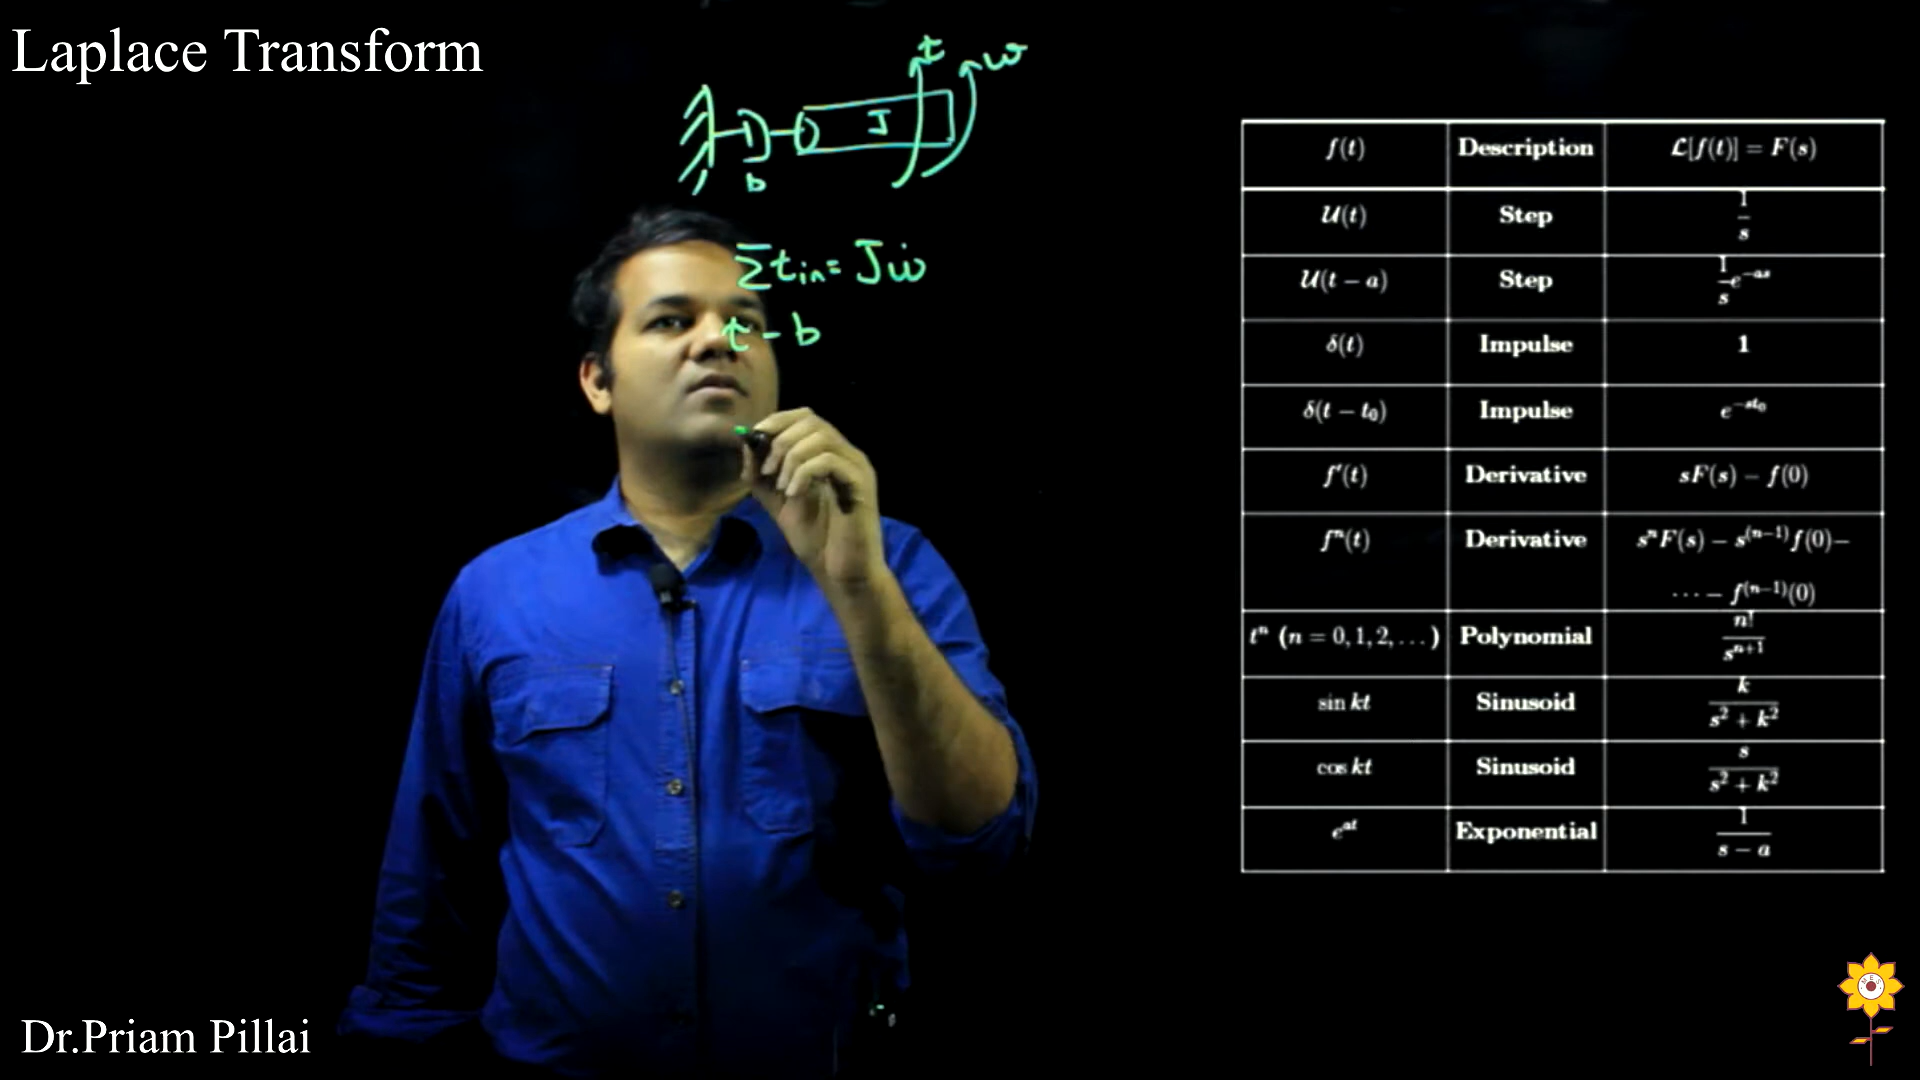 Laplace Transform
t
ω
J
b
Σtin = Jω̇
t - b
f(t) Description ℒ[f(t)] = F(s)
𝒰(t) Step 1/s
𝒰(t − a) Step 1/s e^{−as}
δ(t) Impulse 1
δ(t − t₀) Impulse e^{−st₀}
f′(t) Derivative sF(s) − f(0)
fⁿ(t) Derivative sⁿF(s) − s^{(n−1)}f(0)−
⋯ − f^{(n−1)}(0)
tⁿ (n = 0, 1, 2, …) Polynomial n!/s^{n+1}
sin kt Sinusoid k/(s² + k²)
cos kt Sinusoid s/(s² + k²)
e^{at} Exponential 1/(s − a)
Dr.Priam Pillai